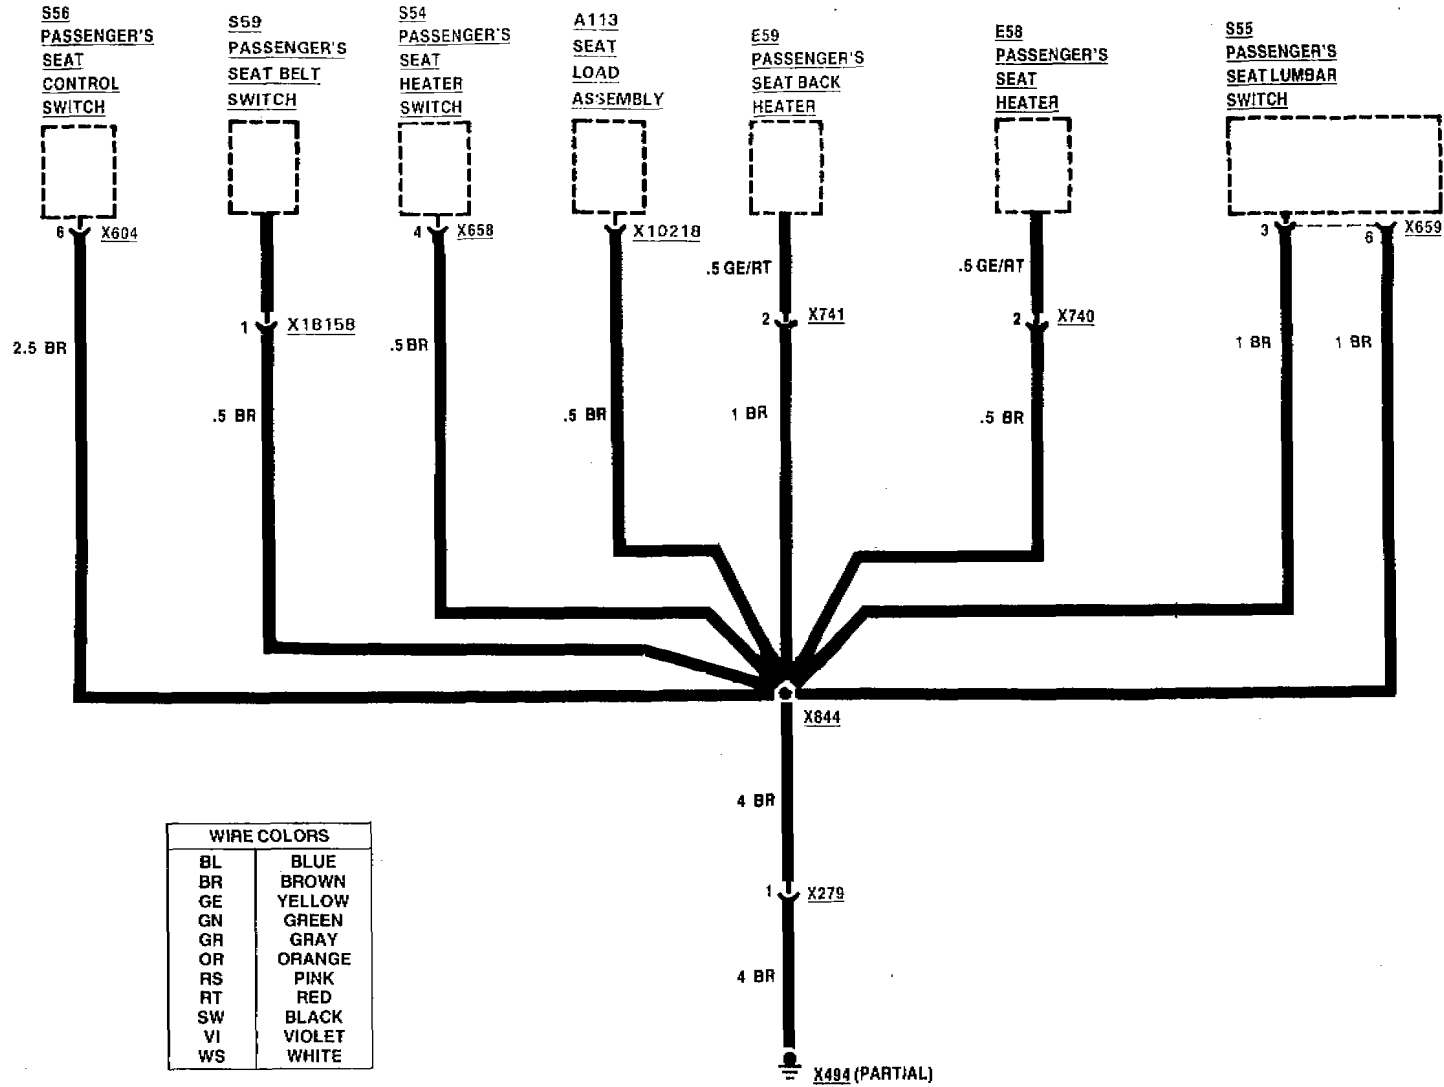 S56
PASSENGER'S
SEAT
CONTROL
SWITCH
S59
PASSENGER'S
SEAT BELT
SWITCH
S54
PASSENGER'S
SEAT
HEATER
SWITCH
A113
SEAT
LOAD
ASSEMBLY
E59
PASSENGER'S
SEAT BACK
HEATER
E58
PASSENGER'S
SEAT
HEATER
S55
PASSENGER'S
SEAT LUMBAR
SWITCH
6 X604
4 X658
X10218
3
6
X659
.5 GE/RT
.5 GE/RT
1 X18158
2 X741
2 X740
2.5 BR
.5 BR
1 BR
1 BR
.5 BR
.5 BR
1 BR
.5 BR
X844
4 BR
1 X279
4 BR
X494 (PARTIAL)
WIRE COLORS
BL BLUE
BR BROWN
GE YELLOW
GN GREEN
GR GRAY
OR ORANGE
RS PINK
RT RED
SW BLACK
VI VIOLET
WS WHITE